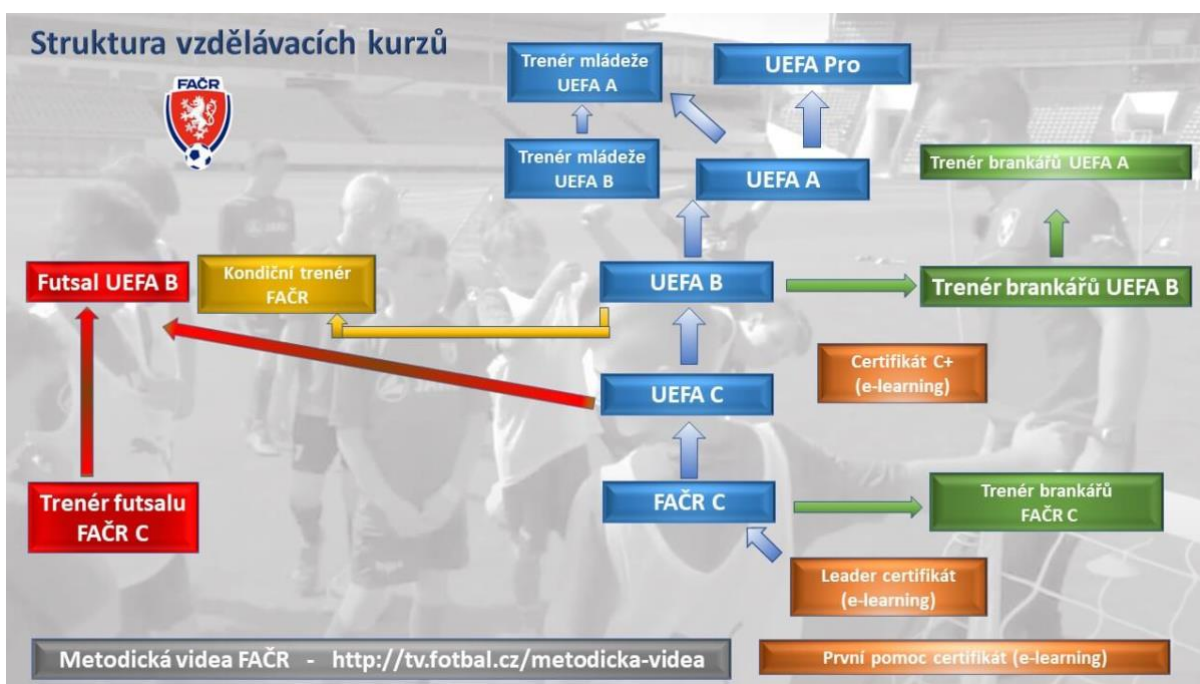 Struktura vzdělávacích kurzů
FAČR
Trenér mládeže
UEFA A
UEFA Pro
Trenér mládeže
UEFA B
UEFA A
Trenér brankářů UEFA A
Futsal UEFA B
Kondiční trenér
FAČR
UEFA B
Trenér brankářů UEFA B
Certifikát C+
(e-learning)
UEFA C
Trenér futsalu
FAČR C
FAČR C
Trenér brankářů
FAČR C
Leader certifikát
(e-learning)
Metodická videa FAČR - http://tv.fotbal.cz/metodicka-videa
První pomoc certifikát (e-learning)